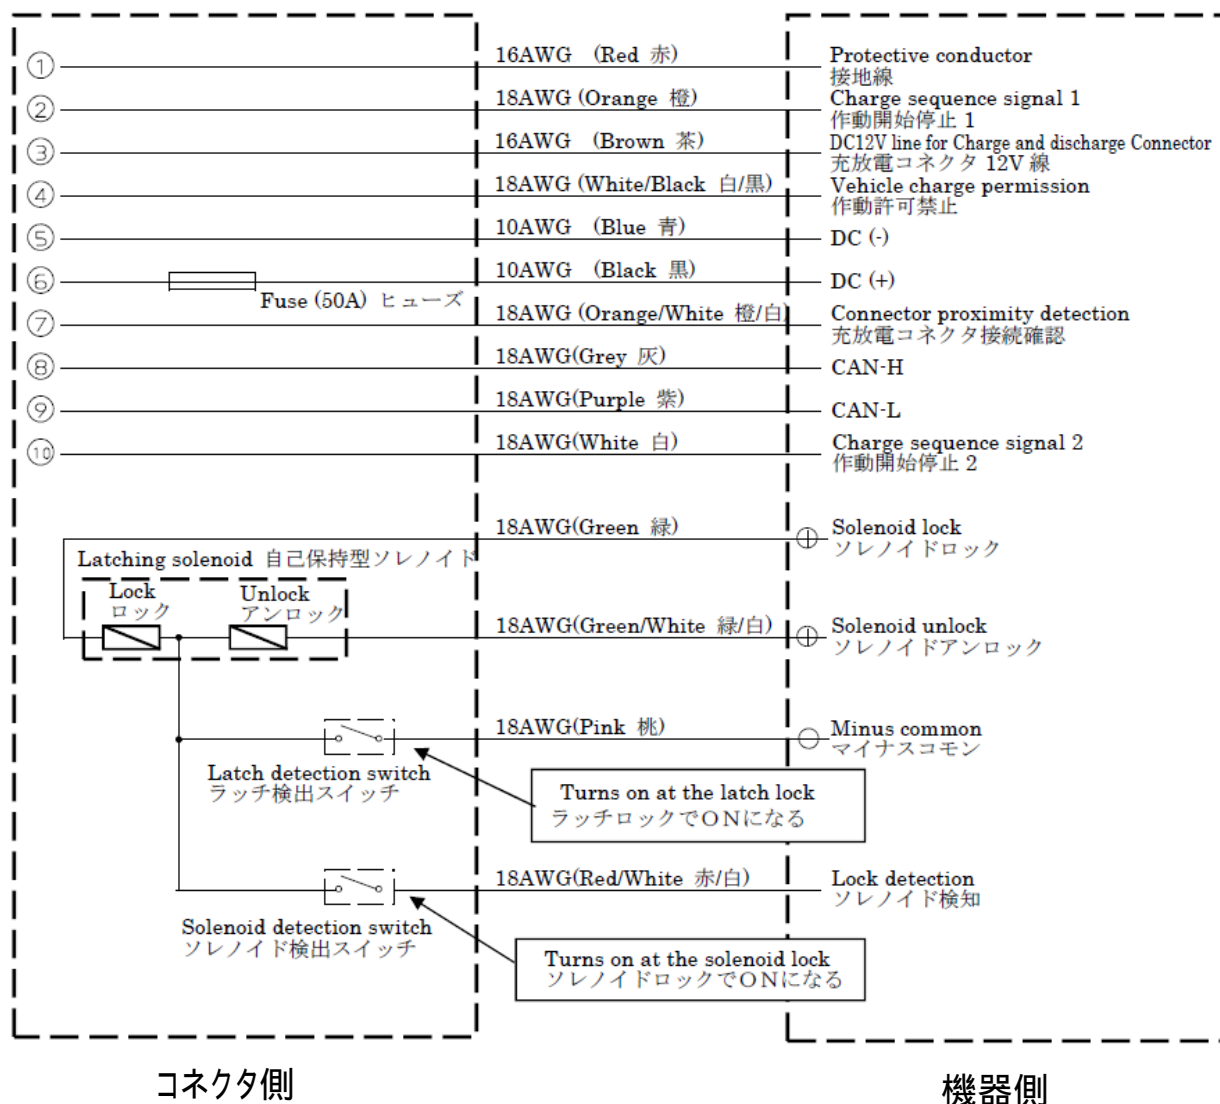 ① 16AWG (Red 赤) Protective conductor
接地線
② 18AWG (Orange 橙) Charge sequence signal 1
作動開始停止 1
③ 16AWG (Brown 茶) DC12V line for Charge and discharge Connector
充放電コネクタ 12V 線
④ 18AWG (White/Black 白/黒) Vehicle charge permission
作動許可禁止
⑤ 10AWG (Blue 青) DC (-)
⑥ 10AWG (Black 黒) DC (+)
Fuse (50A) ヒューズ
⑦ 18AWG (Orange/White 橙/白) Connector proximity detection
充放電コネクタ接続確認
⑧ 18AWG(Grey 灰) CAN-H
⑨ 18AWG(Purple 紫) CAN-L
⑩ 18AWG(White 白) Charge sequence signal 2
作動開始停止 2
18AWG(Green 緑) Solenoid lock
ソレノイドロック
Latching solenoid 自己保持型ソレノイド
Lock Unlock
ロック アンロック
18AWG(Green/White 緑/白) Solenoid unlock
ソレノイドアンロック
18AWG(Pink 桃) Minus common
マイナスコモン
Latch detection switch
ラッチ検出スイッチ
Turns on at the latch lock
ラッチロックでONになる
18AWG(Red/White 赤/白) Lock detection
ソレノイド検知
Solenoid detection switch
ソレノイド検出スイッチ
Turns on at the solenoid lock
ソレノイドロックでONになる
コネクタ側 機器側